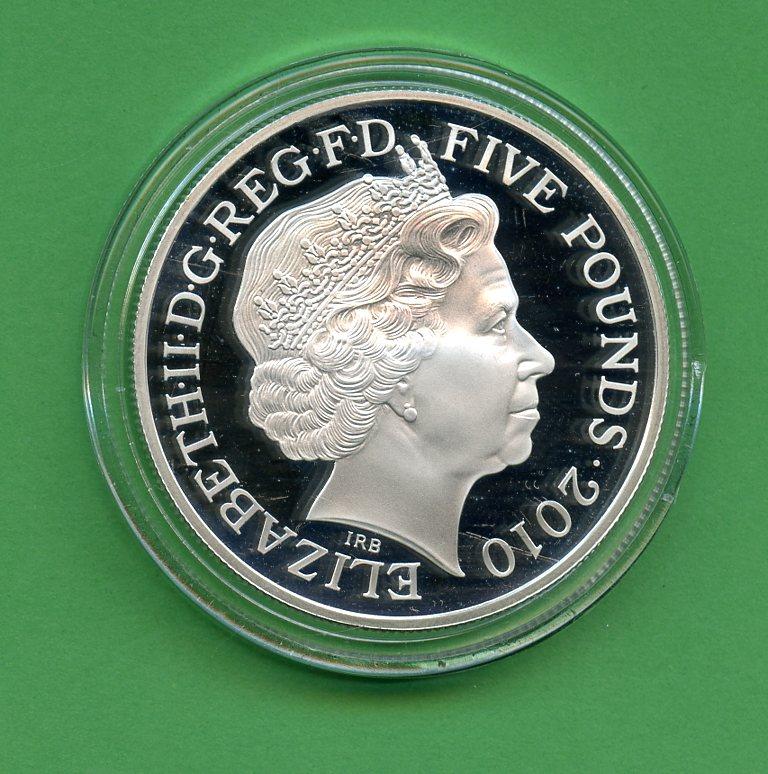 ELIZABETH·II·D·G·REG·F·D
FIVE POUNDS·2010
IRB